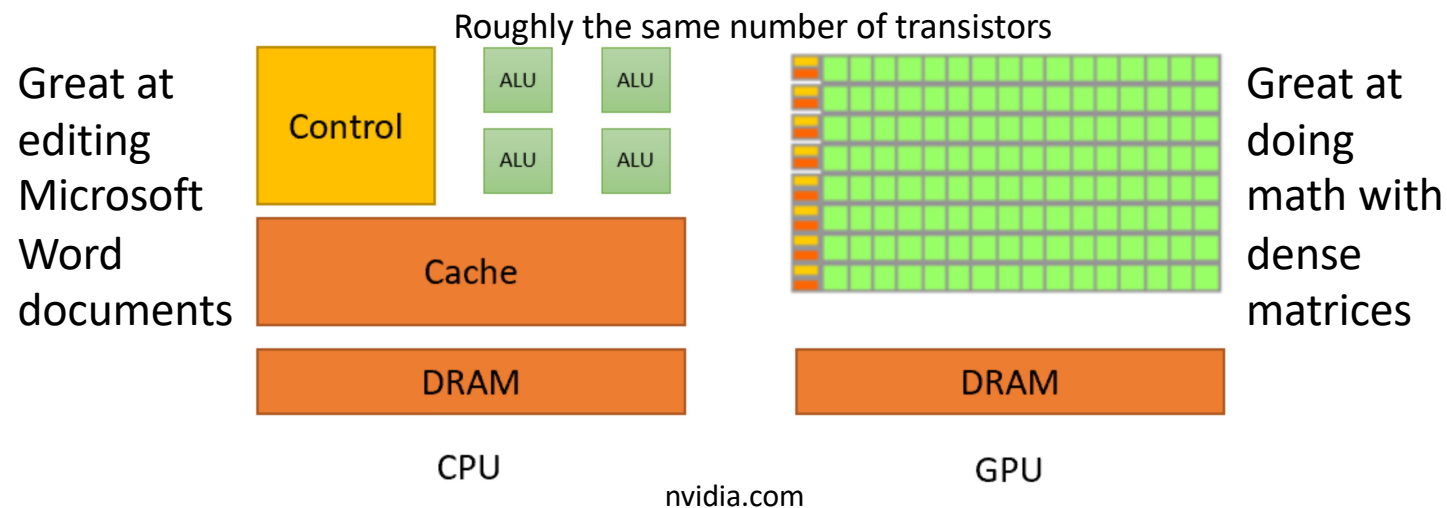 Roughly the same number of transistors
Great at
editing
Microsoft
Word
documents
Control
ALU
ALU
ALU
ALU
Cache
DRAM
CPU
DRAM
GPU
Great at
doing
math with
dense
matrices
nvidia.com